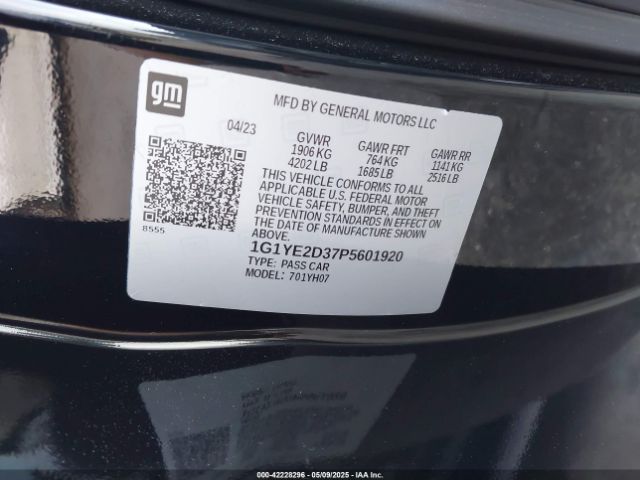 gm
MFD BY GENERAL MOTORS LLC
04/23
GVWR GAWR FRT GAWR RR
1906 KG 764 KG 1141 KG
4202 LB 1685 LB 2516 LB
THIS VEHICLE CONFORMS TO ALL
APPLICABLE U.S. FEDERAL MOTOR
VEHICLE SAFETY, BUMPER, AND THEFT
PREVENTION STANDARDS IN EFFECT ON
THE DATE OF MANUFACTURE SHOWN
ABOVE.
8555
1G1YE2D37P5601920
TYPE: PASS CAR
MODEL: 701YH07
000-42228296 - 05/09/2025 - IAA Inc.